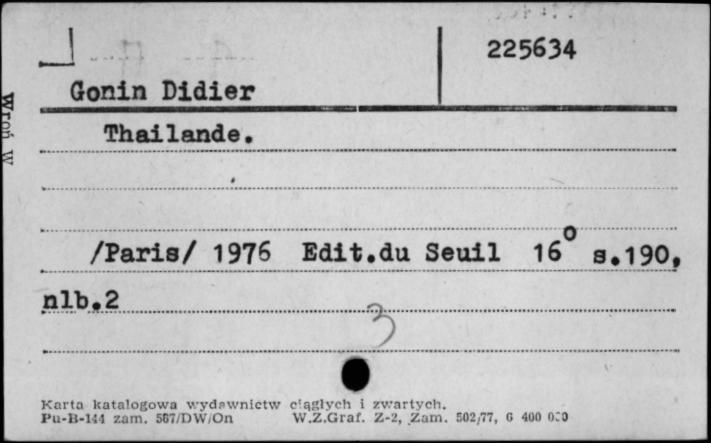 225634
Gonin Didier
Thailande.
/Paris/ 1976 Edit.du Seuil 16⁰ s.190,
nlb.2
3
Karta katalogowa wydawnictw ciągłych i zwartych.
Pu-B-144 zam. 567/DW/On W.Z.Graf. Z-2, Zam. 502/77, 6 400 000